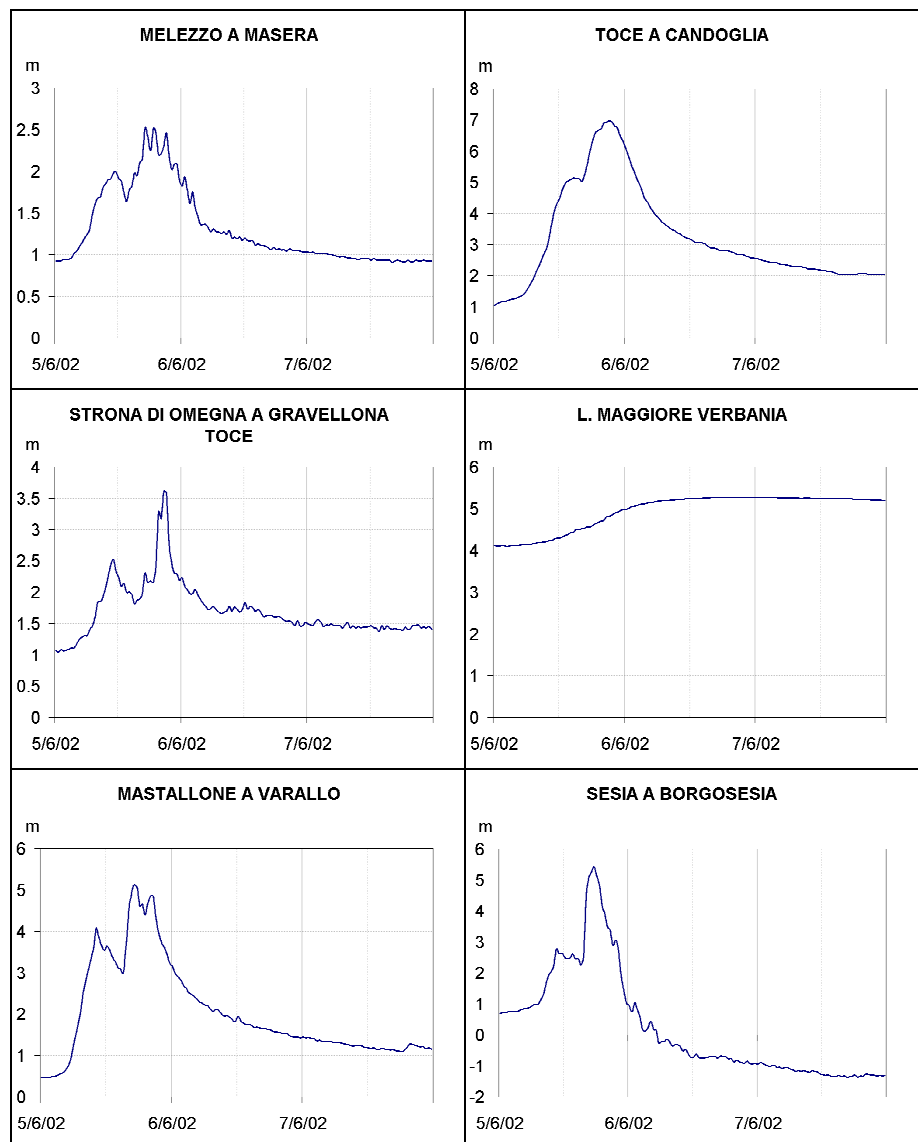 MELEZZO A MASERA
m
3
2.5
2
1.5
1
0.5
0
5/6/02 6/6/02 7/6/02
TOCE A CANDOGLIA
m
8
7
6
5
4
3
2
1
0
5/6/02 6/6/02 7/6/02
STRONA DI OMEGNA A GRAVELLONA
TOCE
m
4
3.5
3
2.5
2
1.5
1
0.5
0
5/6/02 6/6/02 7/6/02
L. MAGGIORE VERBANIA
m
6
5
4
3
2
1
0
5/6/02 6/6/02 7/6/02
MASTALLONE A VARALLO
m
6
5
4
3
2
1
0
5/6/02 6/6/02 7/6/02
SESIA A BORGOSESIA
m
6
5
4
3
2
1
0
-1
-2
5/6/02 6/6/02 7/6/02